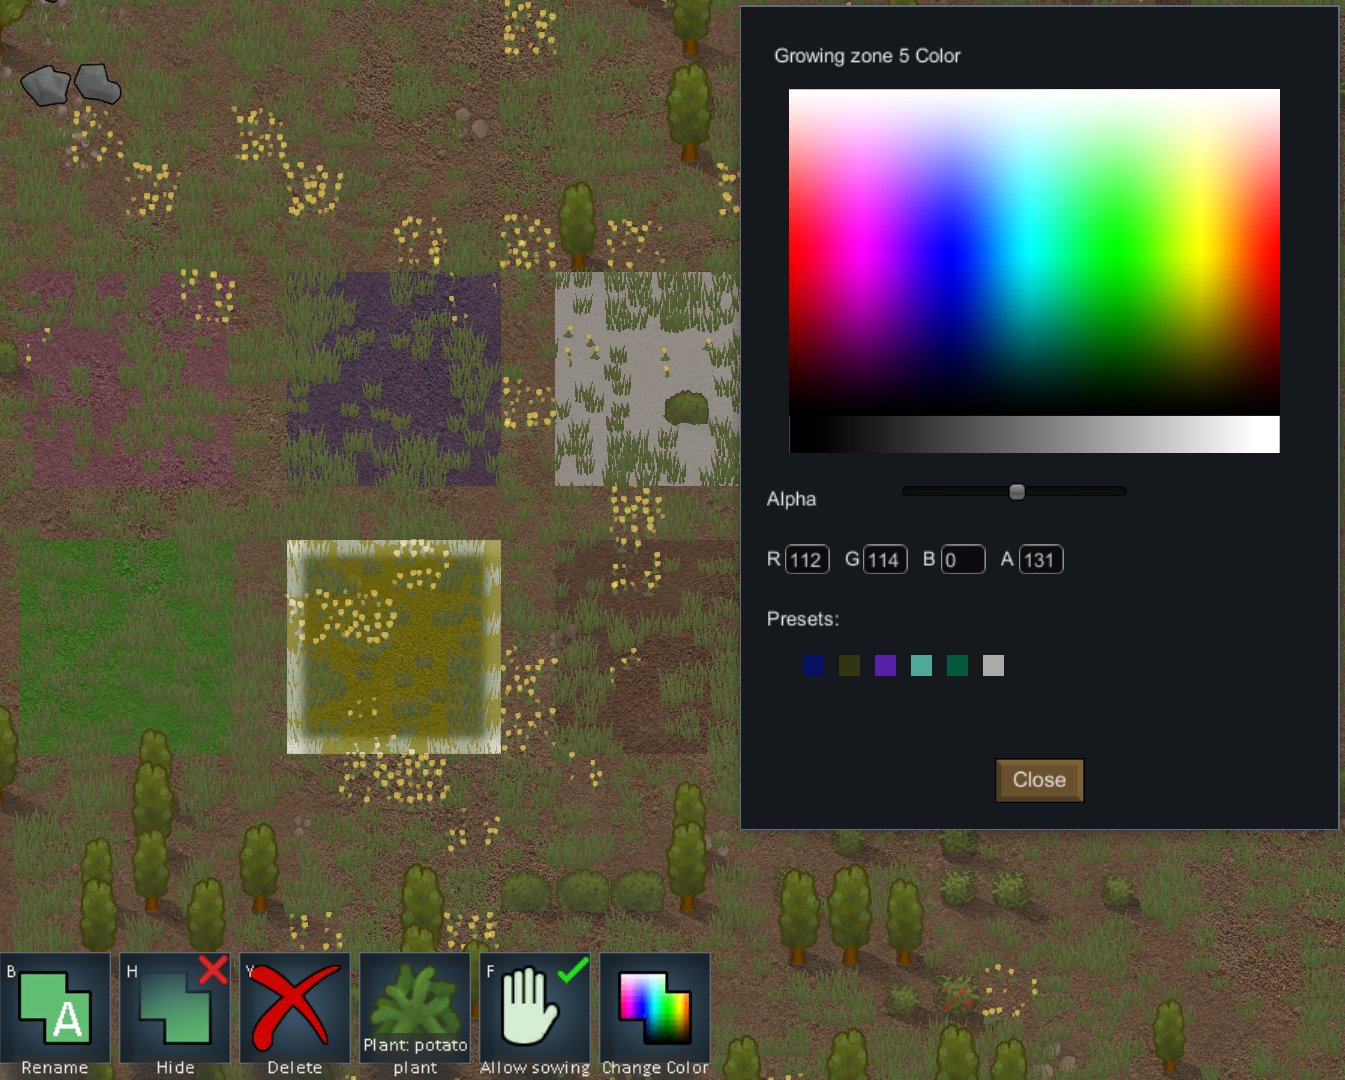 Growing zone 5 Color
Alpha
R 112 G 114 B 0 A 131
Presets:
Close
B H Y F
A
Plant: potato
plant
Rename Hide Delete Allow sowing Change Color